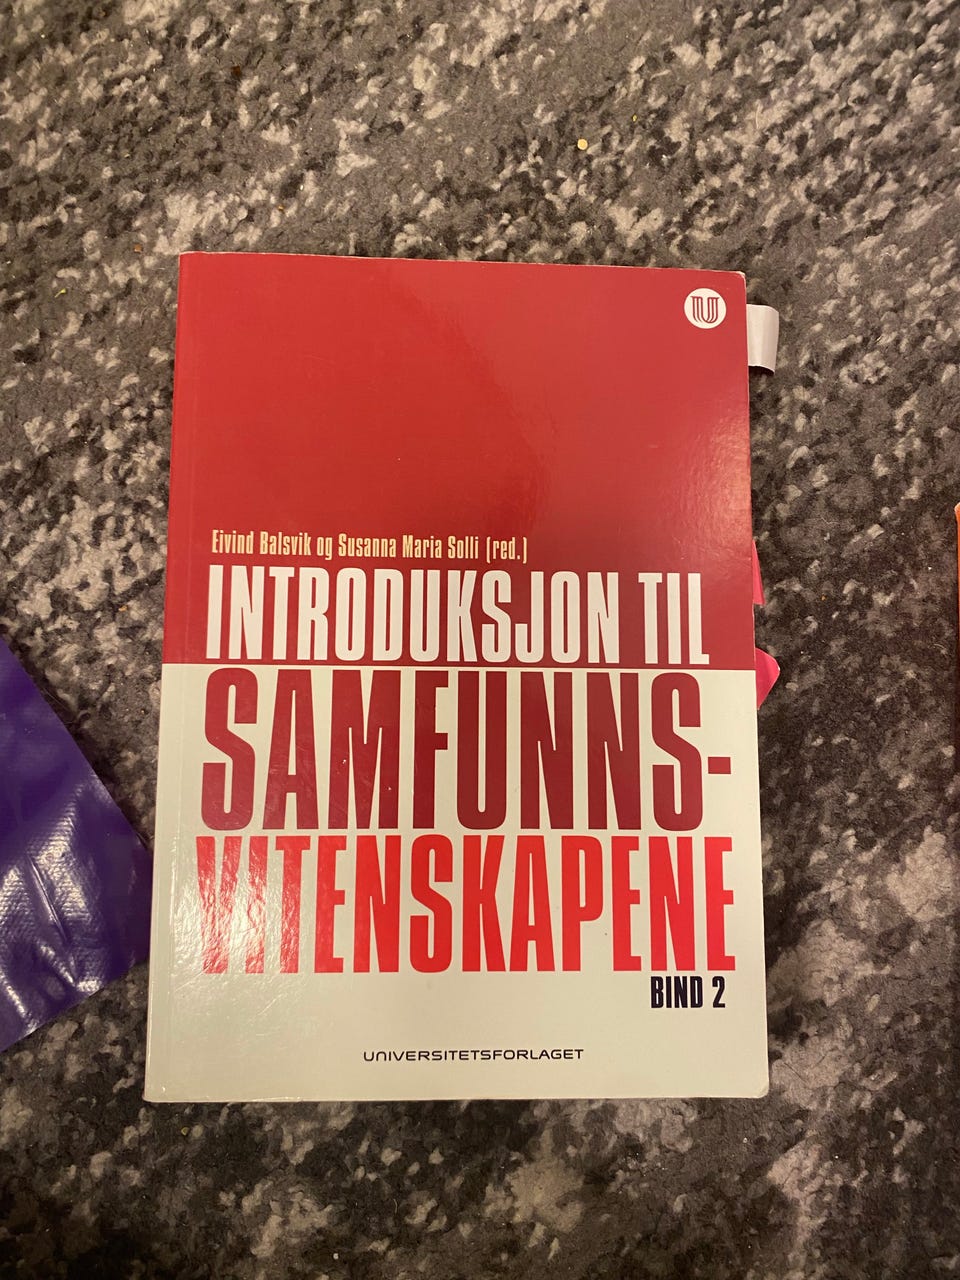 U
Eivind Balsvik og Susanna Maria Solli (red.)
INTRODUKSJON TIL
SAMFUNNS-
VITENSKAPENE
BIND 2
UNIVERSITETSFORLAGET